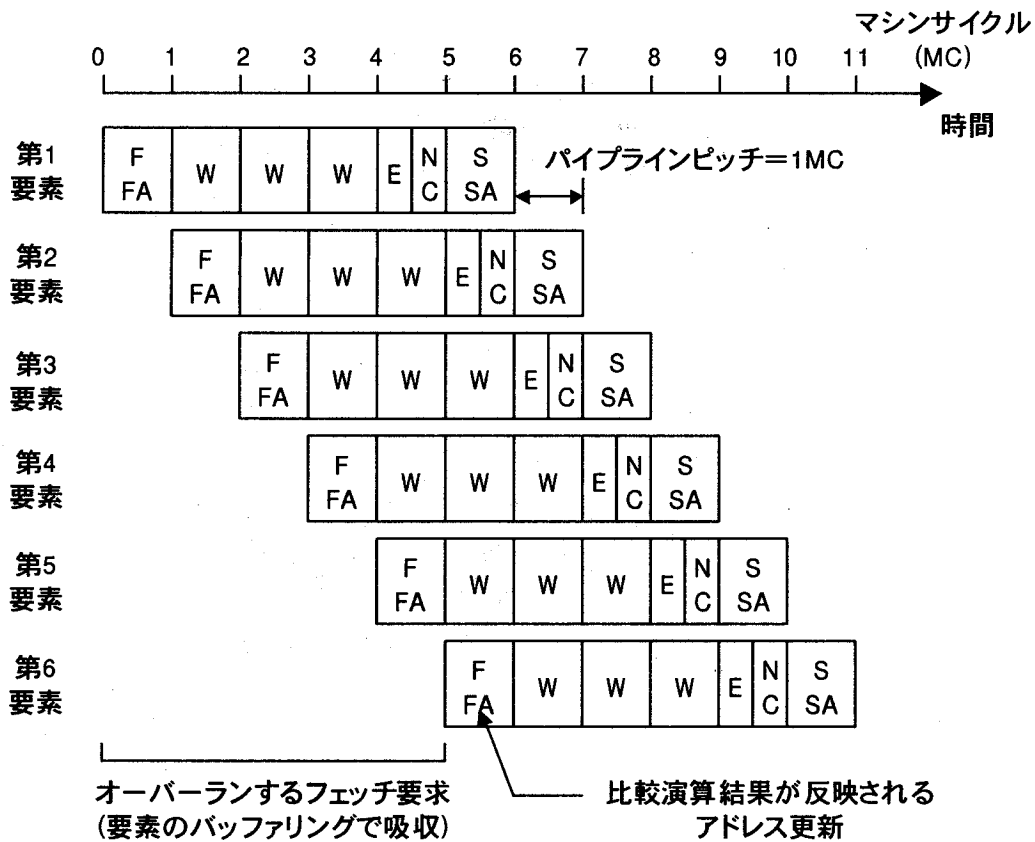 マシンサイクル
0 1 2 3 4 5 6 7 8 9 10 11 (MC)
時間
第1
要素
F
FA
W
W
W
E
N
C
S
SA
パイプラインピッチ=1MC
第2
要素
F
FA
W
W
W
E
N
C
S
SA
第3
要素
F
FA
W
W
W
E
N
C
S
SA
第4
要素
F
FA
W
W
W
E
N
C
S
SA
第5
要素
F
FA
W
W
W
E
N
C
S
SA
第6
要素
F
FA
W
W
W
E
N
C
S
SA
オーバーランするフェッチ要求
(要素のバッファリングで吸収)
比較演算結果が反映される
アドレス更新